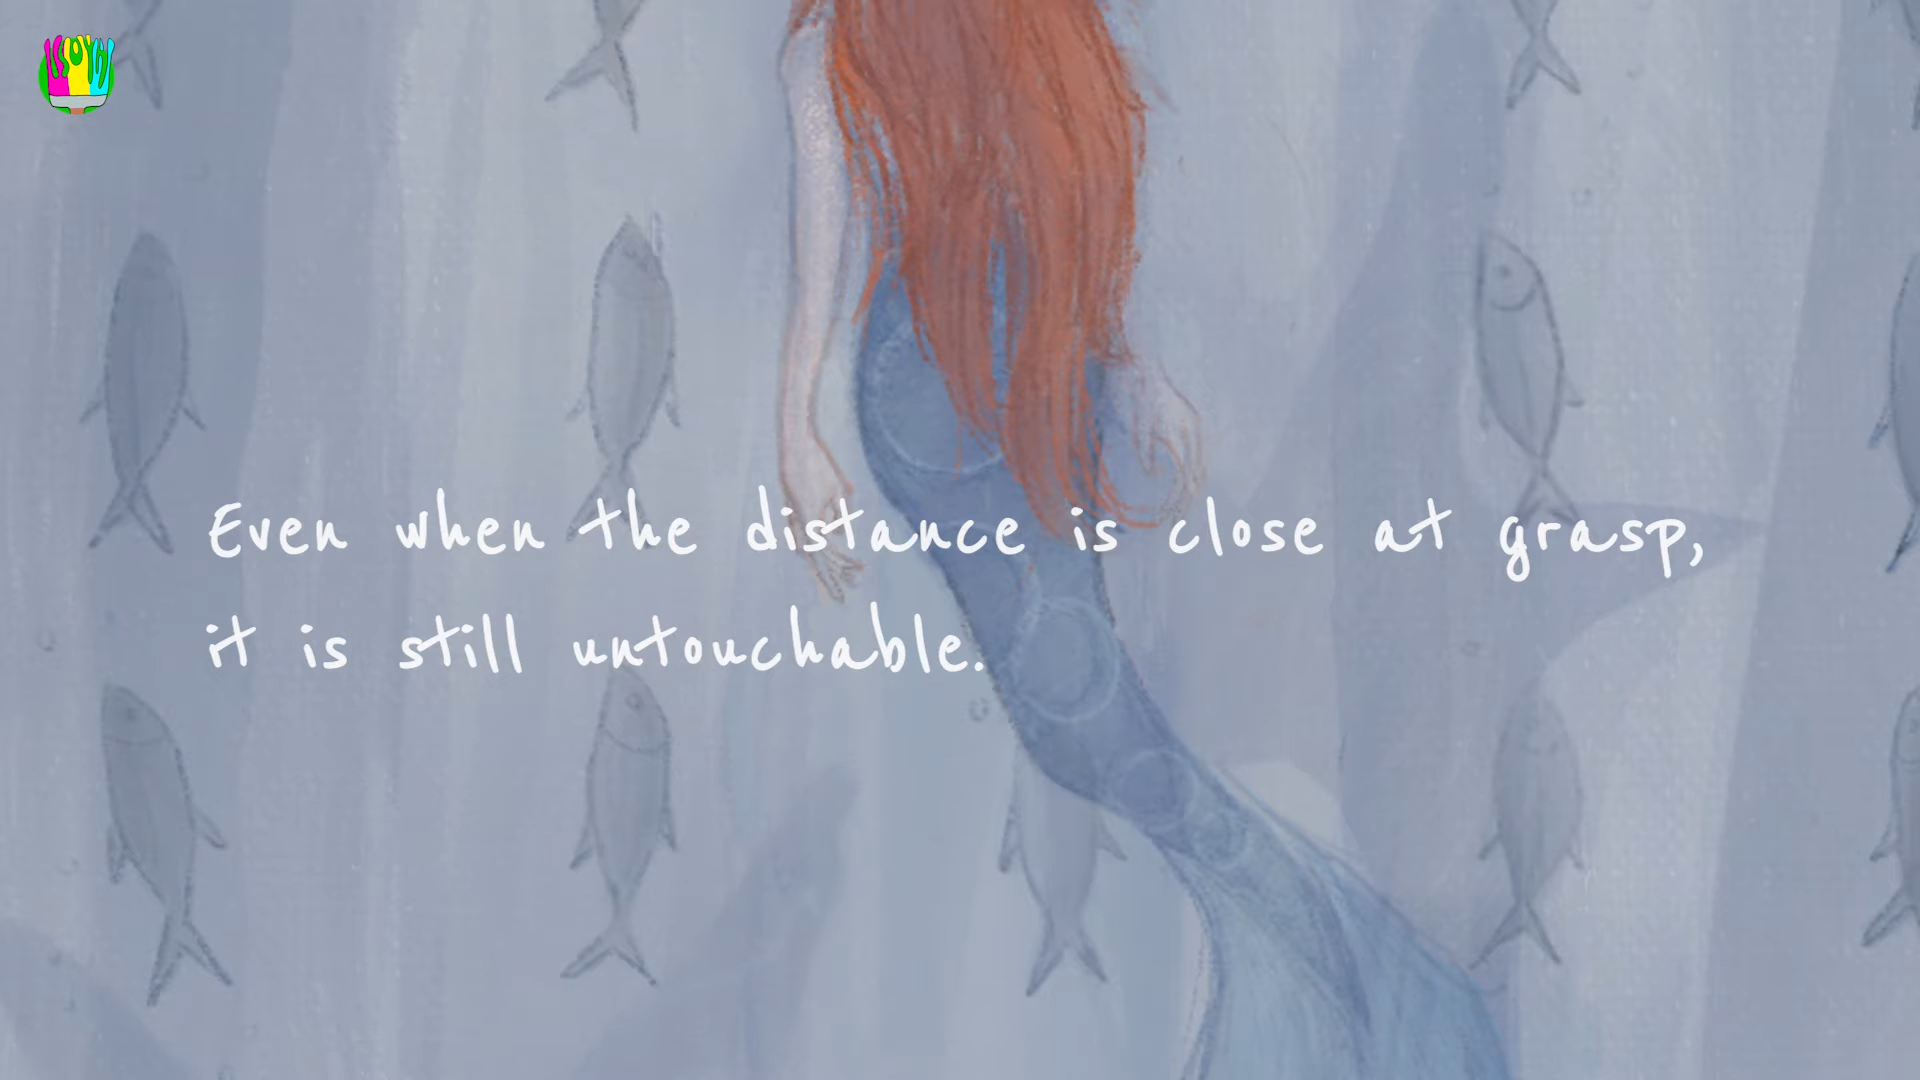 Even when the distance is close at grasp,
it is still untouchable.